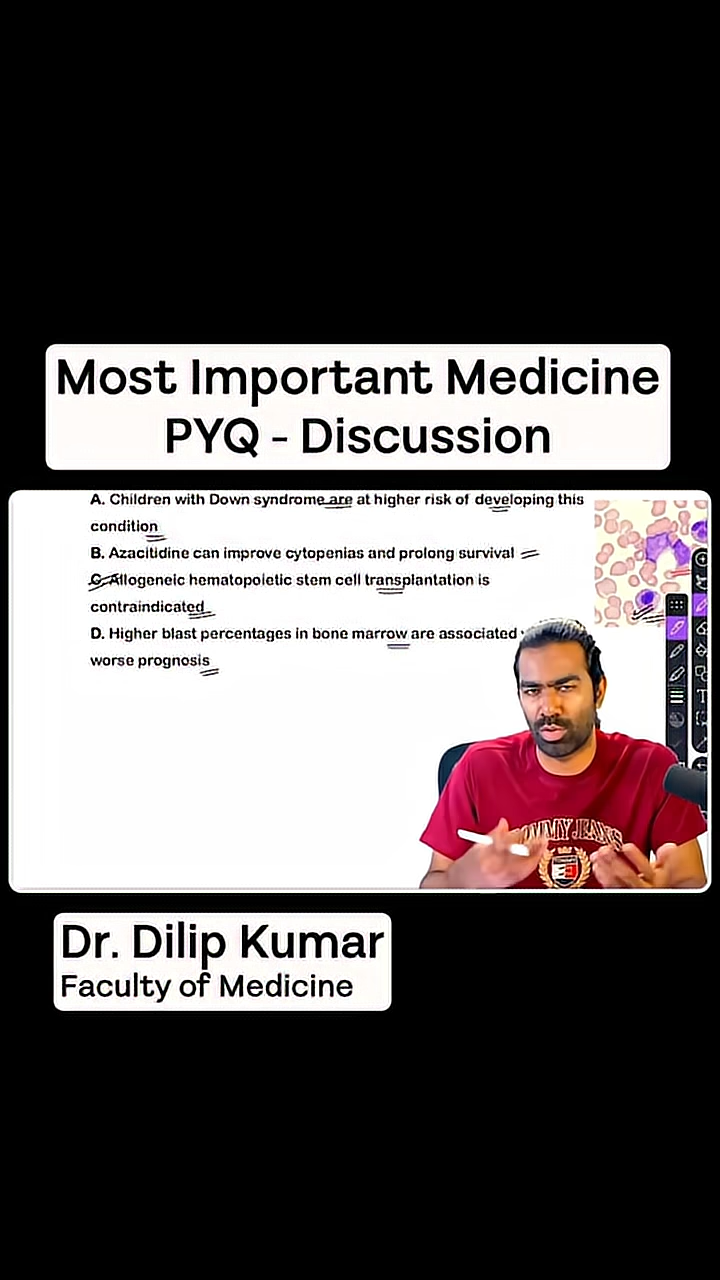 Most Important Medicine
PYQ - Discussion
A. Children with Down syndrome are at higher risk of developing this
condition
B. Azacitidine can improve cytopenias and prolong survival
C. Allogeneic hematopoietic stem cell transplantation is
contraindicated
D. Higher blast percentages in bone marrow are associated
worse prognosis
TOMMY JEANS
Dr. Dilip Kumar
Faculty of Medicine